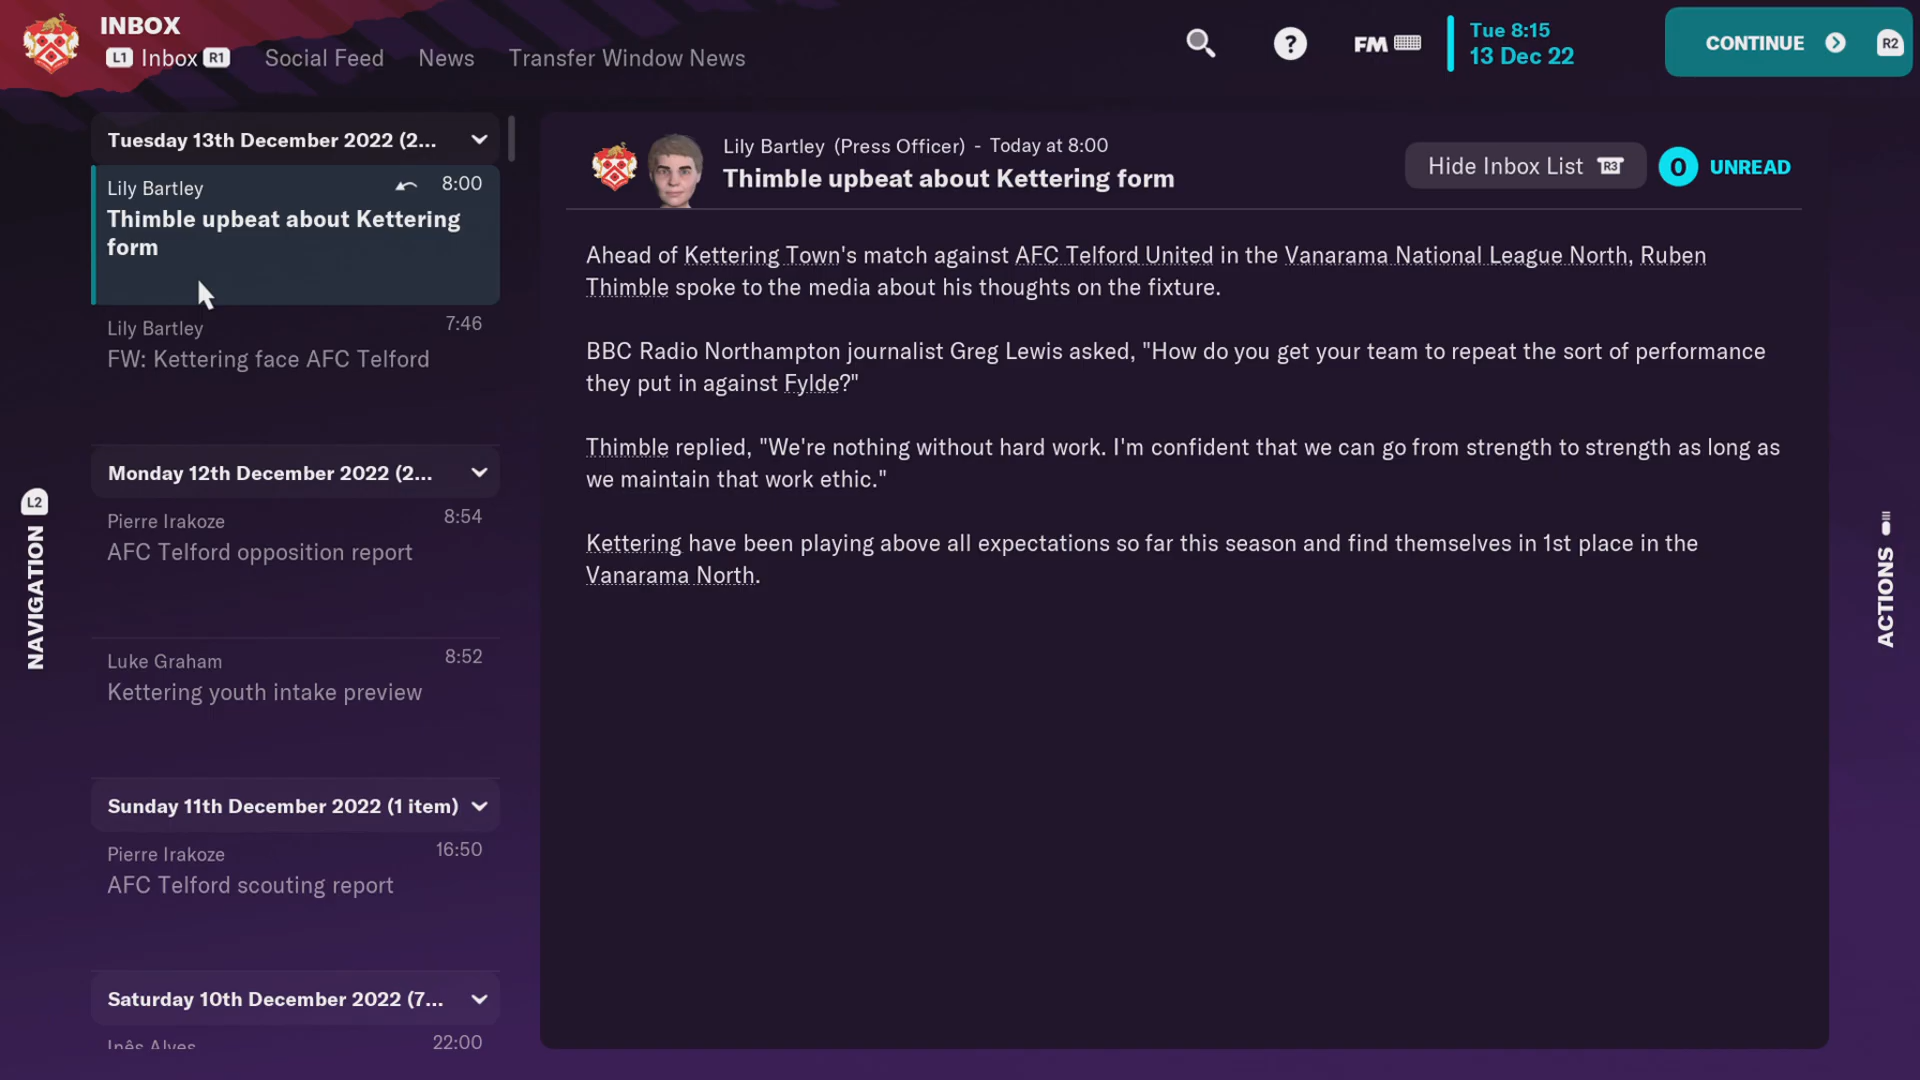 INBOX
L1 Inbox R1 Social Feed News Transfer Window News
? FM Tue 8:15
13 Dec 22
CONTINUE R2
Tuesday 13th December 2022 (2...
Lily Bartley 8:00
Thimble upbeat about Kettering
form
Lily Bartley 7:46
FW: Kettering face AFC Telford
Monday 12th December 2022 (2...
Pierre Irakoze 8:54
AFC Telford opposition report
Luke Graham 8:52
Kettering youth intake preview
Sunday 11th December 2022 (1 item)
Pierre Irakoze 16:50
AFC Telford scouting report
Saturday 10th December 2022 (7...
Inês Alves 22:00
L2
NAVIGATION
Lily Bartley (Press Officer) - Today at 8:00
Thimble upbeat about Kettering form
Hide Inbox List R3 0 UNREAD
Ahead of Kettering Town's match against AFC Telford United in the Vanarama National League North, Ruben
Thimble spoke to the media about his thoughts on the fixture.
BBC Radio Northampton journalist Greg Lewis asked, "How do you get your team to repeat the sort of performance
they put in against Fylde?"
Thimble replied, "We're nothing without hard work. I'm confident that we can go from strength to strength as long as
we maintain that work ethic."
Kettering have been playing above all expectations so far this season and find themselves in 1st place in the
Vanarama North.
ACTIONS